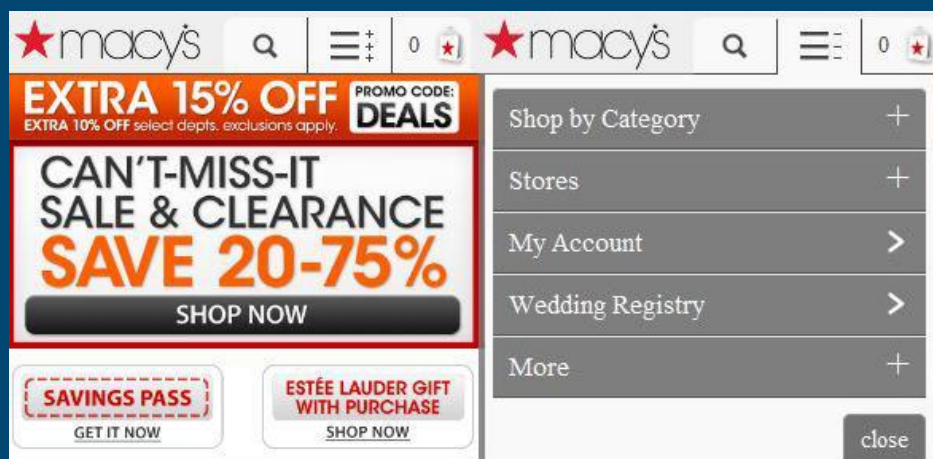 macy's
0
EXTRA 15% OFF
EXTRA 10% OFF select depts. exclusions apply.
PROMO CODE:
DEALS
CAN'T-MISS-IT
SALE & CLEARANCE
SAVE 20-75%
SHOP NOW
SAVINGS PASS
GET IT NOW
ESTÉE LAUDER GIFT
WITH PURCHASE
SHOP NOW
macy's
0
Shop by Category
Stores
My Account
Wedding Registry
More
close